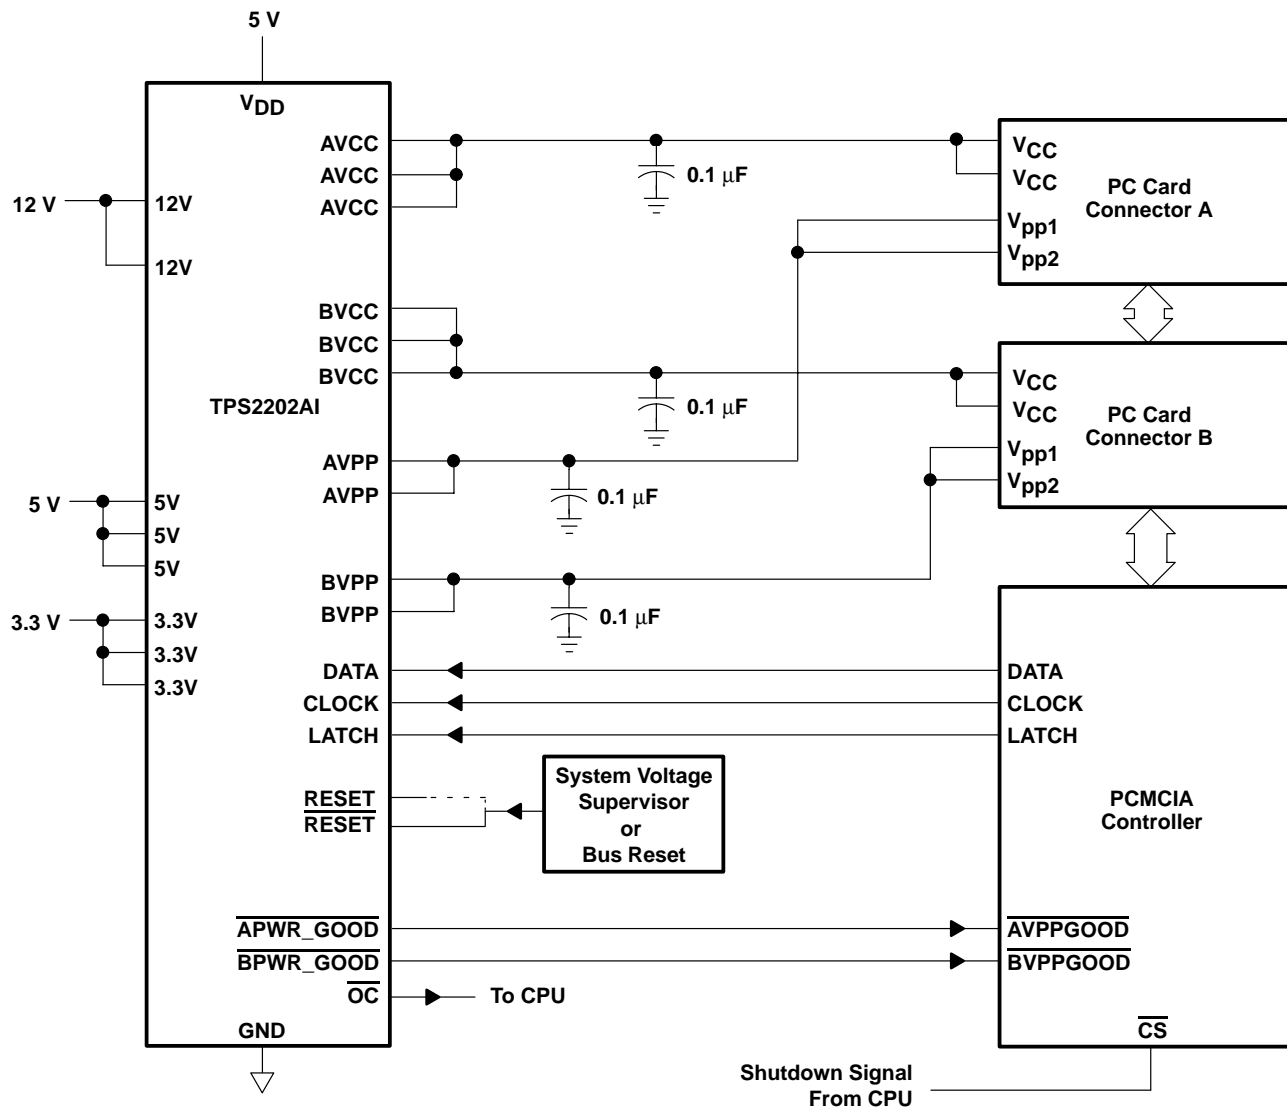 5 V
VDD
AVCC
AVCC
AVCC
12 V
12V
12V
BVCC
BVCC
BVCC
TPS2202AI
AVPP
AVPP
5 V
5V
5V
5V
BVPP
BVPP
3.3 V
3.3V
3.3V
3.3V
DATA
CLOCK
LATCH
RESET
RESET
APWR_GOOD
BPWR_GOOD
OC
To CPU
GND
0.1 μF
0.1 μF
0.1 μF
0.1 μF
System Voltage
Supervisor
or
Bus Reset
VCC
VCC
Vpp1
Vpp2
PC Card
Connector A
VCC
VCC
Vpp1
Vpp2
PC Card
Connector B
DATA
CLOCK
LATCH
PCMCIA
Controller
AVPPGOOD
BVPPGOOD
CS
Shutdown Signal
From CPU